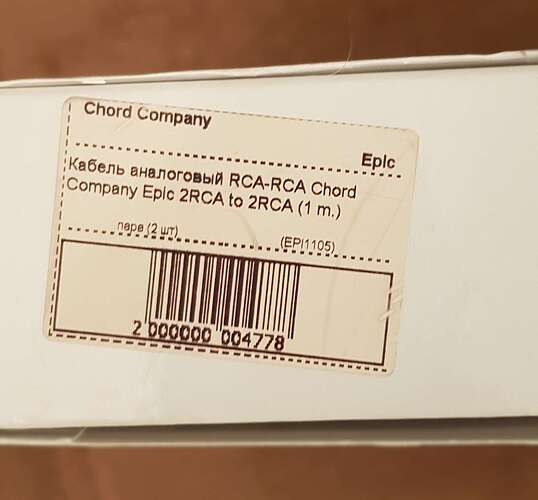 Chord Company
Epic
Кабель аналоговый RCA-RCA Chord
Company Epic 2RCA to 2RCA (1 m.)
пара (2 шт) (EPI1105)
2 000000 004778